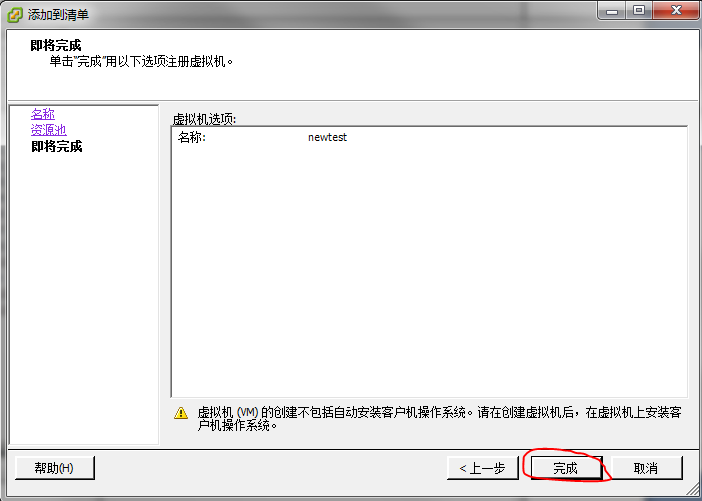 添加到清单
即将完成
单击"完成"用以下选项注册虚拟机。
名称
资源池
即将完成
虚拟机选项:
名称: newtest
虚拟机 (VM) 的创建不包括自动安装客户机操作系统。请在创建虚拟机后，在虚拟机上安装客
户机操作系统。
帮助(H) < 上一步 完成 取消